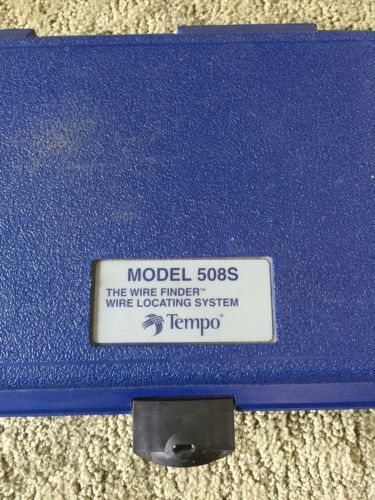 MODEL 508S
THE WIRE FINDER™
WIRE LOCATING SYSTEM
Tempo